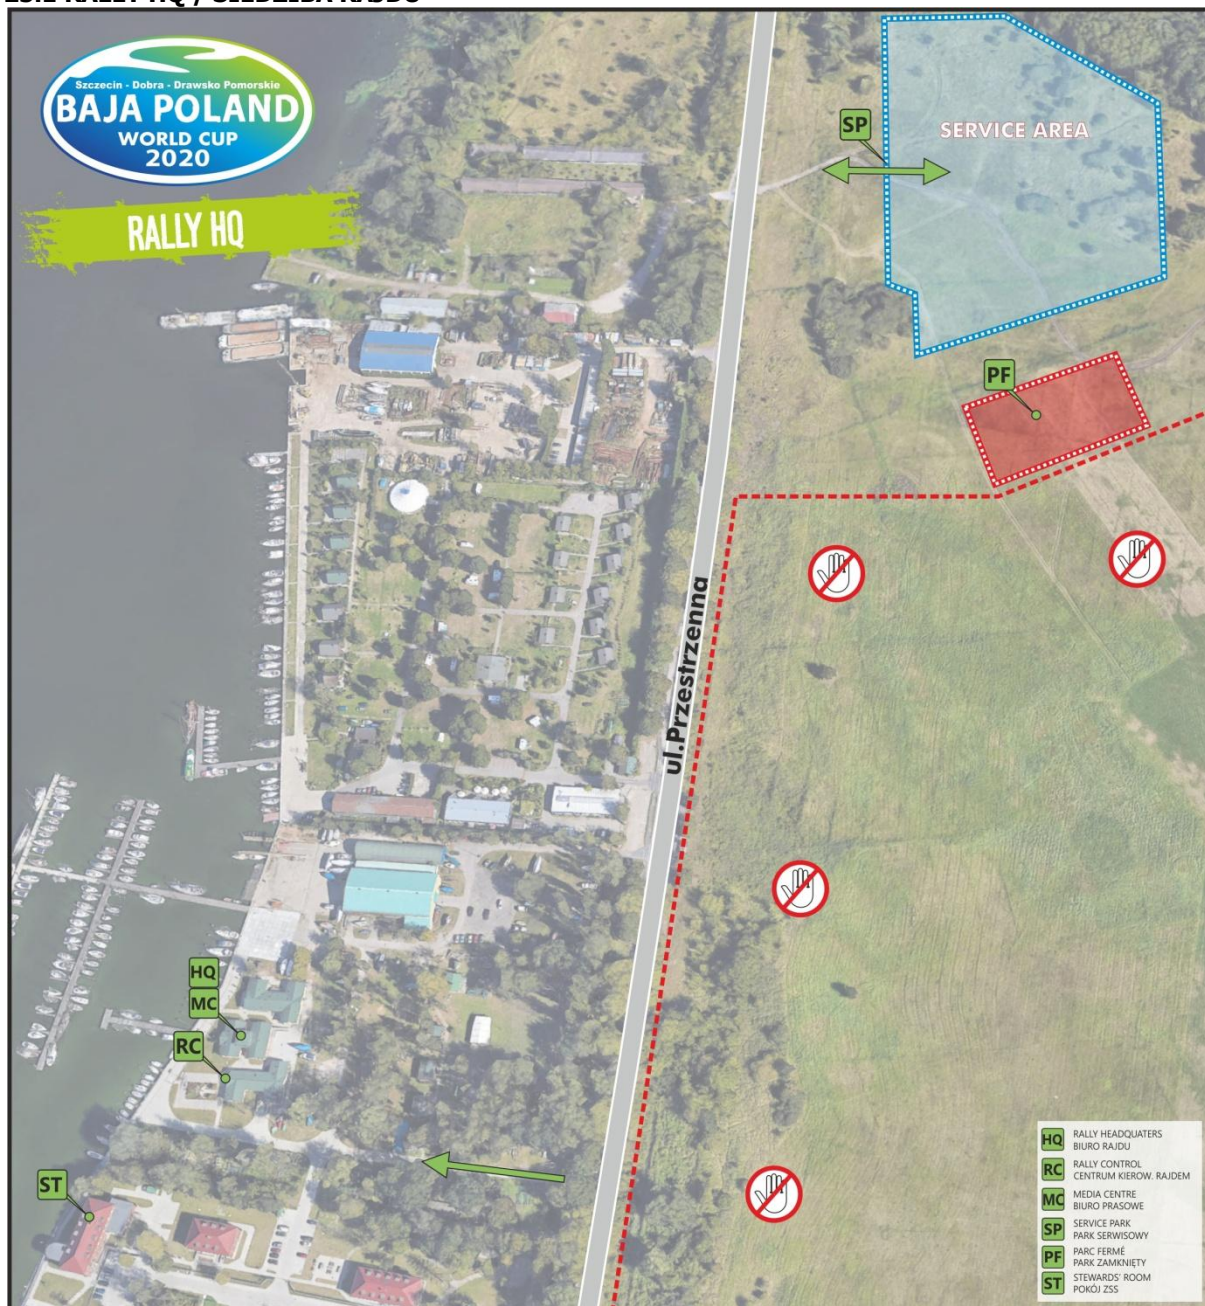 Szczecin - Dobra - Drawsko Pomorskie
BAJA POLAND
WORLD CUP
2020
RALLY HQ
SP
SERVICE AREA
PF
ul.Przestrzenna
HQ
MC
RC
ST
HQ RALLY HEADQUATERS
BIURO RAJDU
RC RALLY CONTROL
CENTRUM KIEROW. RAJDEM
MC MEDIA CENTRE
BIURO PRASOWE
SP SERVICE PARK
PARK SERWISOWY
PF PARC FERMÉ
PARK ZAMKNIĘTY
ST STEWARDS' ROOM
POKÓJ ZSS